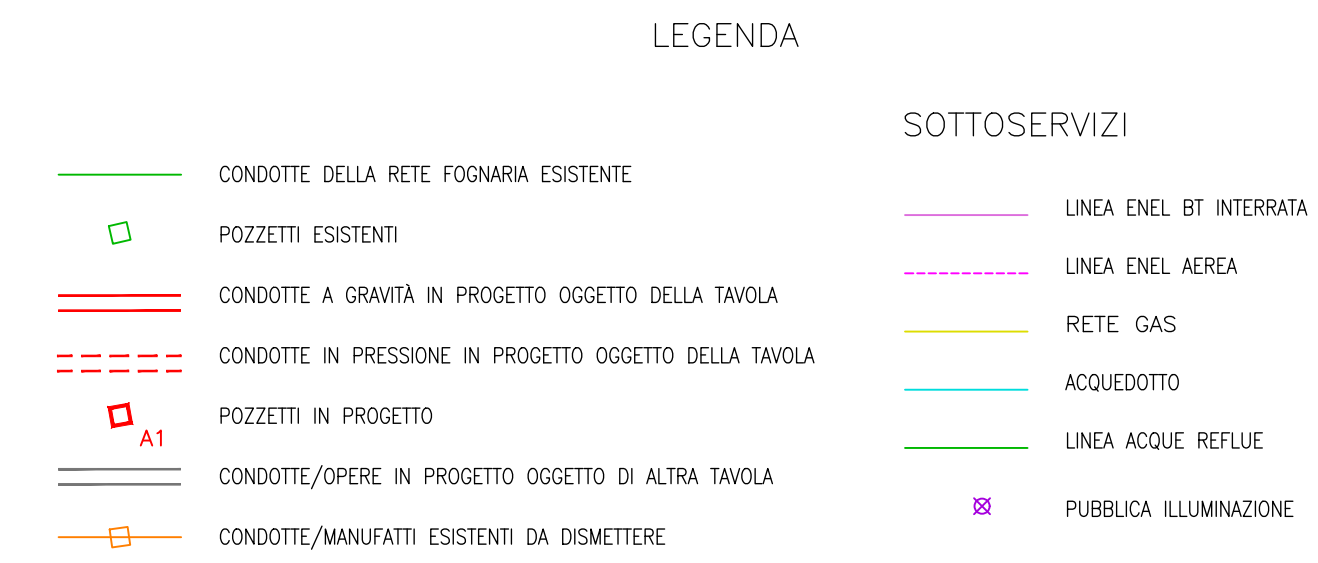 LEGENDA
CONDOTTE DELLA RETE FOGNARIA ESISTENTE
POZZETTI ESISTENTI
CONDOTTE A GRAVITÀ IN PROGETTO OGGETTO DELLA TAVOLA
CONDOTTE IN PRESSIONE IN PROGETTO OGGETTO DELLA TAVOLA
POZZETTI IN PROGETTO
A1
CONDOTTE/OPERE IN PROGETTO OGGETTO DI ALTRA TAVOLA
CONDOTTE/MANUFATTI ESISTENTI DA DISMETTERE
SOTTOSERVIZI
LINEA ENEL BT INTERRATA
LINEA ENEL AEREA
RETE GAS
ACQUEDOTTO
LINEA ACQUE REFLUE
PUBBLICA ILLUMINAZIONE